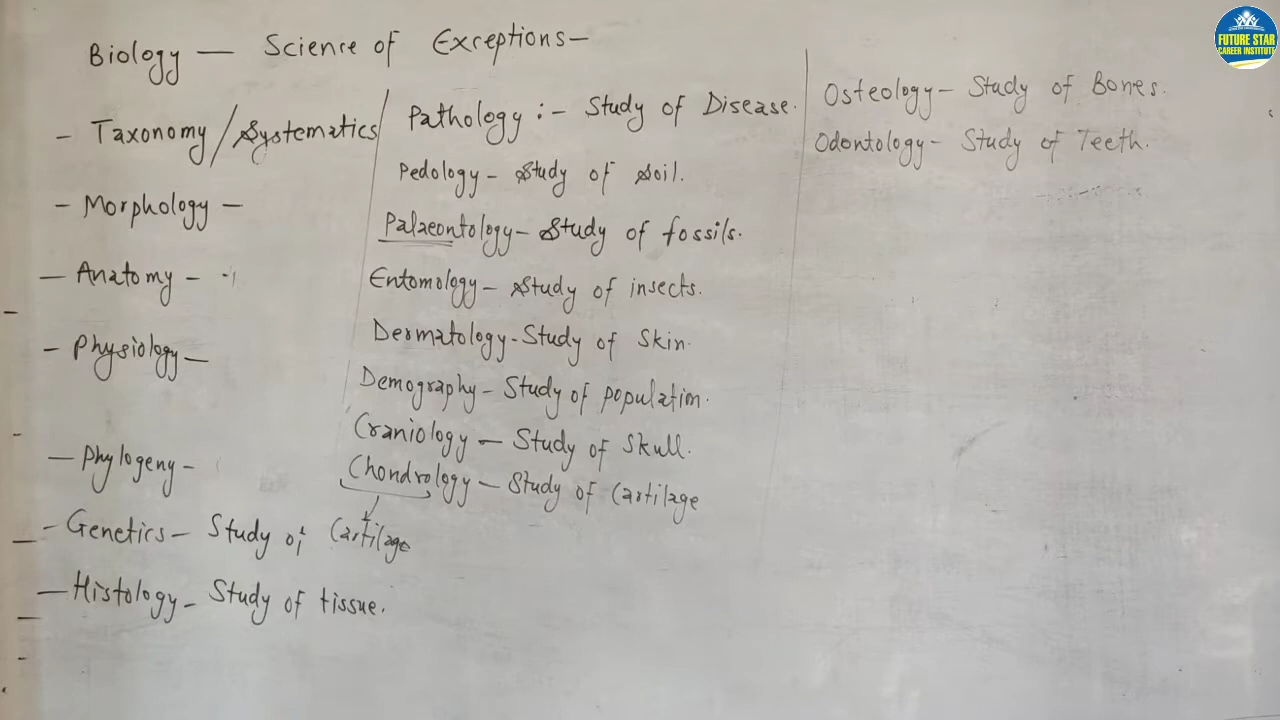 Biology — Science of Exceptions —
- Taxonomy / Systematics
- Morphology -
- Anatomy -
- Physiology -
- Phylogeny -
- Genetics - Study of Cartilage
- Histology - Study of tissue.
Pathology :- Study of Disease.
Pedology - Study of Soil.
Palaeontology - Study of fossils.
Entomology - Study of insects.
Dermatology - Study of Skin.
Demography - Study of population.
Craniology - Study of Skull.
Chondrology - Study of Cartilage
Osteology - Study of Bones.
Odontology - Study of Teeth.
FUTURE STAR
CAREER INSTITUTE